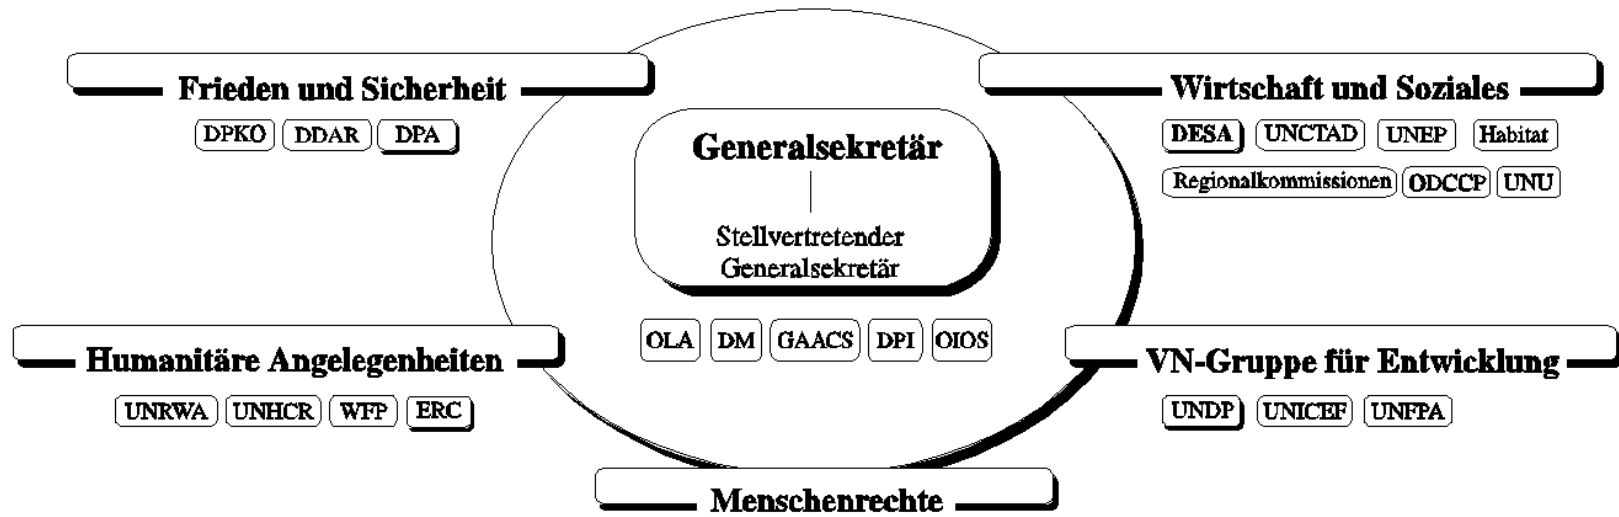 Frieden und Sicherheit
DPKO DDAR DPA
Wirtschaft und Soziales
DESA UNCTAD UNEP Habitat
Regionalkommissionen ODCCP UNU
Generalsekretär
Stellvertretender
Generalsekretär
OLA DM GAACS DPI OIOS
Humanitäre Angelegenheiten
UNRWA UNHCR WFP ERC
VN-Gruppe für Entwicklung
UNDP UNICEF UNFPA
Menschenrechte